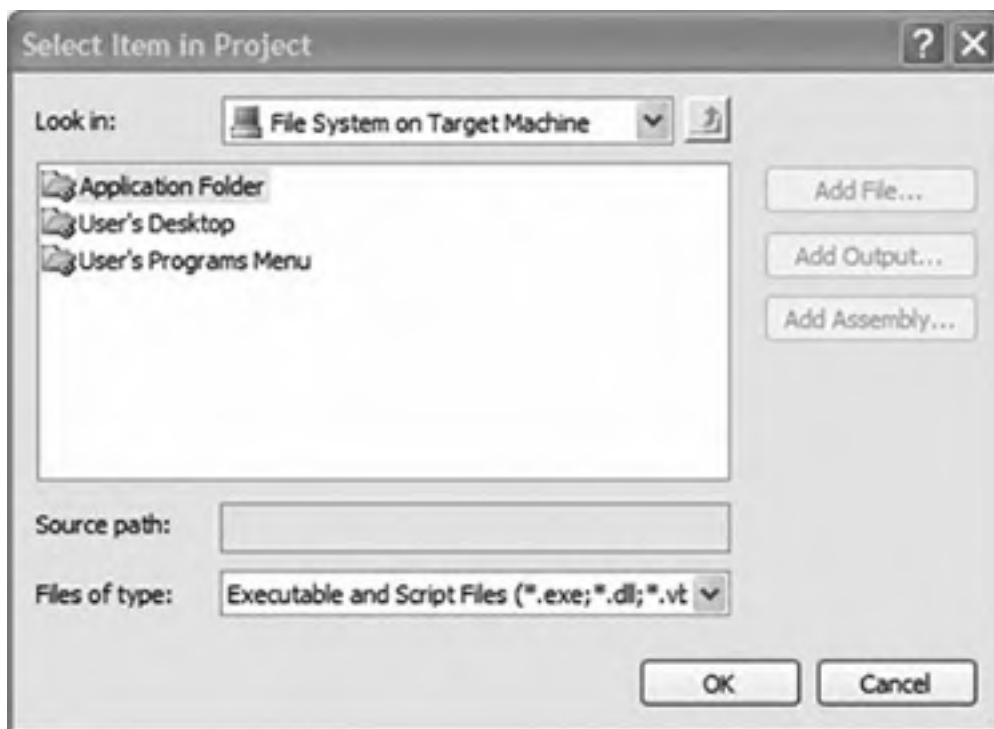 Select Item in Project
Look in:
File System on Target Machine
Application Folder
User's Desktop
User's Programs Menu
Add File...
Add Output...
Add Assembly...
Source path:
Files of type:
Executable and Script Files (*.exe;*.dll;*.vb
OK
Cancel